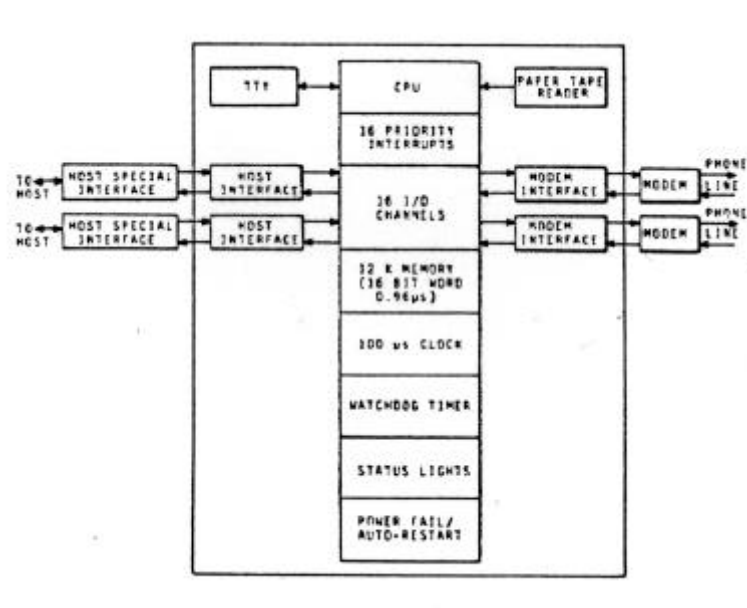 TTY
CPU
PAPER TAPE
READER
16 PRIORITY
INTERRUPTS
TO
HOST
HOST SPECIAL
INTERFACE
HOST
INTERFACE
16 I/O
CHANNELS
MODEM
INTERFACE
MODEM
PHONE
LINE
TO
HOST
HOST SPECIAL
INTERFACE
HOST
INTERFACE
MODEM
INTERFACE
MODEM
PHONE
LINE
12 K MEMORY
(16 BIT WORD
0.96µs)
100 µs CLOCK
WATCHDOG TIMER
STATUS LIGHTS
POWER FAIL/
AUTO-RESTART